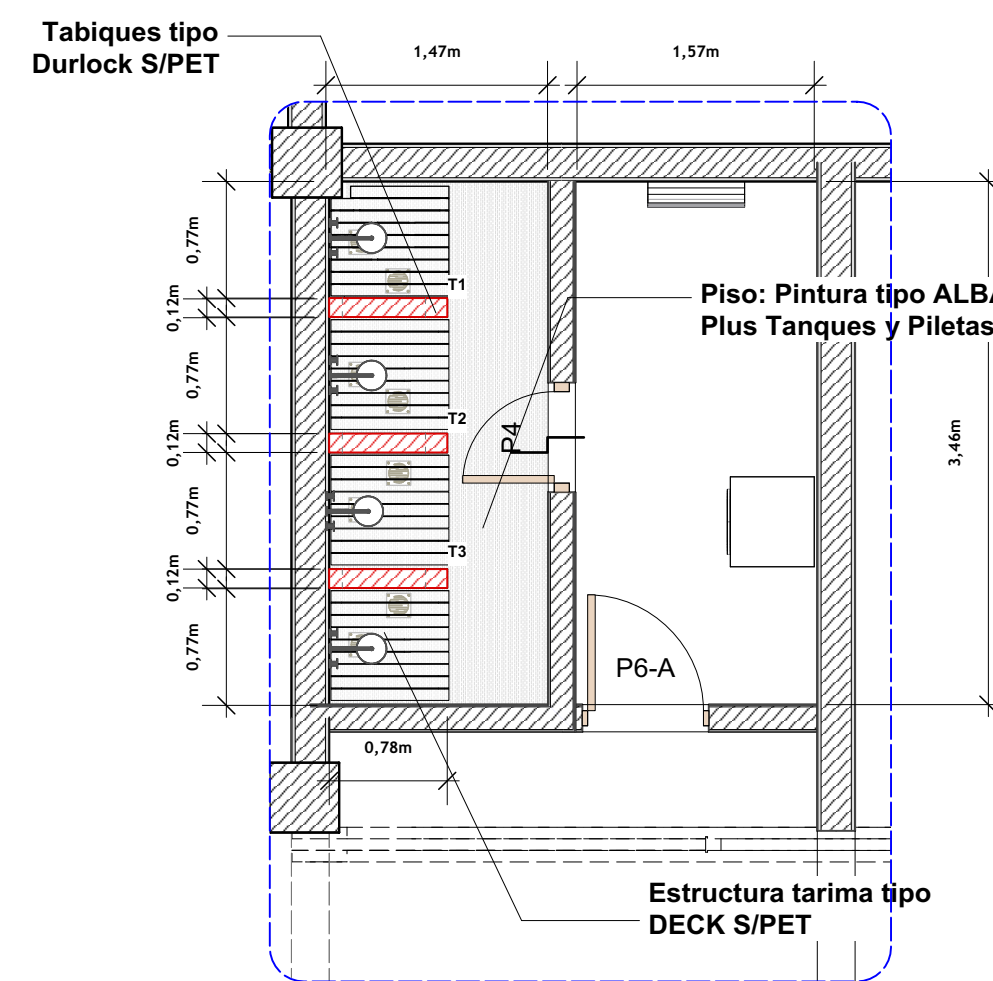 Tabiques tipo
Durlock S/PET
1,47m
1,57m
0,77m
T1
0,12m
Piso: Pintura tipo ALBA
Plus Tanques y Piletas
0,77m
T2
P4
0,12m
3,46m
0,77m
T3
0,12m
0,77m
P6-A
0,78m
Estructura tarima tipo
DECK S/PET